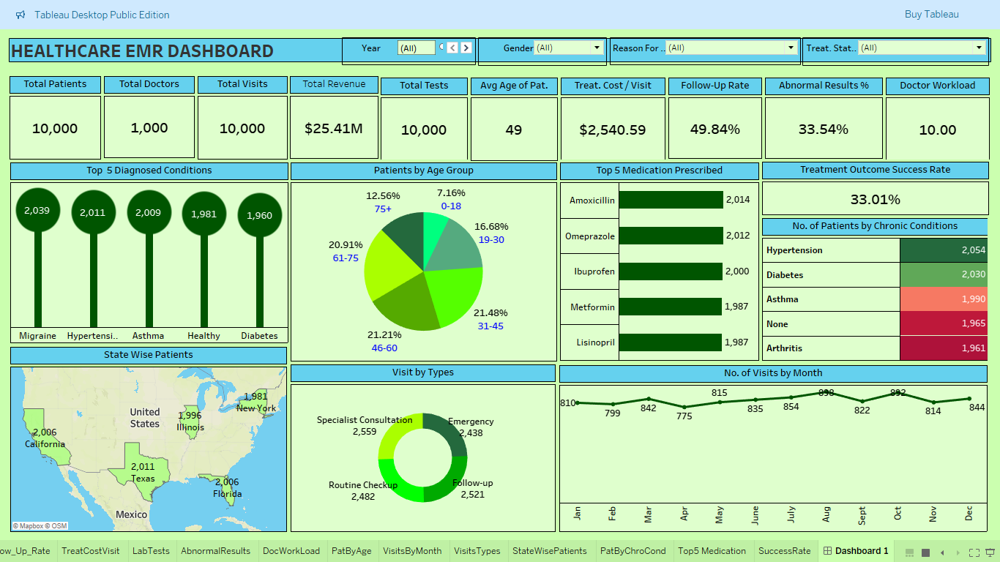 Tableau Desktop Public Edition
Buy Tableau
HEALTHCARE EMR DASHBOARD
Year
(All)
Gender
(All)
Reason For ..
(All)
Treat. Stat..
(All)
Total Patients
Total Doctors
Total Visits
Total Revenue
Total Tests
Avg Age of Pat.
Treat. Cost / Visit
Follow-Up Rate
Abnormal Results %
Doctor Workload
10,000
1,000
10,000
$25.41M
10,000
49
$2,540.59
49.84%
33.54%
10.00
Top 5 Diagnosed Conditions
2,039
2,011
2,009
1,981
1,960
Migraine
Hypertensi..
Asthma
Healthy
Diabetes
Patients by Age Group
7.16%
0-18
16.68%
19-30
21.48%
31-45
21.21%
46-60
20.91%
61-75
12.56%
75+
Top 5 Medication Prescribed
Amoxicillin 2,014
Omeprazole 2,012
Ibuprofen 2,000
Metformin 1,987
Lisinopril 1,987
Treatment Outcome Success Rate
33.01%
No. of Patients by Chronic Conditions
Hypertension 2,054
Diabetes 2,030
Asthma 1,990
None 1,965
Arthritis 1,961
State Wise Patients
United
States
Mexico
1,981
New York
1,996
Illinois
2,006
California
2,011
Texas
2,006
Florida
© Mapbox © OSM
Visit by Types
Specialist Consultation
2,559
Emergency
2,438
Routine Checkup
2,482
Follow-up
2,521
No. of Visits by Month
810
799
842
775
815
835
854
898
822
892
814
844
Jan
Feb
Mar
Apr
May
June
July
Aug
Sept
Oct
Nov
Dec
ow_Up_Rate
TreatCostVisit
LabTests
AbnormalResults
DocWorkLoad
PatByAge
VisitsByMonth
VisitsTypes
StateWisePatients
PatByChroCond
Top5 Medication
SuccessRate
Dashboard 1